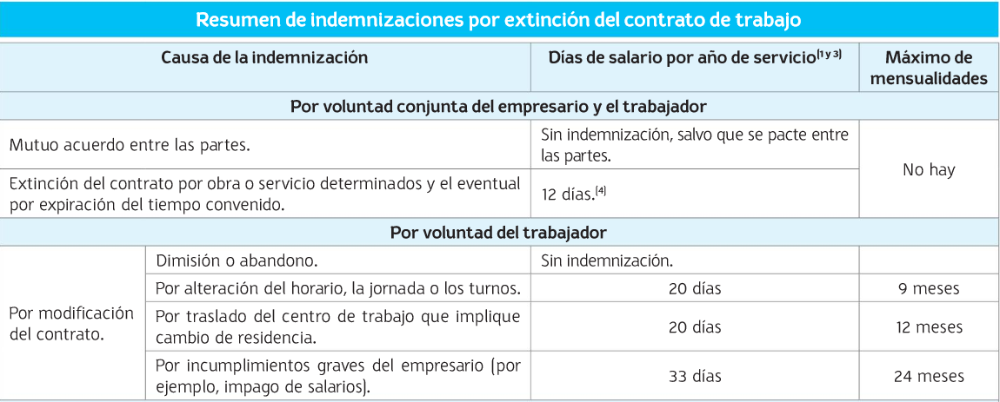 Resumen de indemnizaciones por extinción del contrato de trabajo
Causa de la indemnización
Días de salario por año de servicio(1 y 3)
Máximo de
mensualidades
Por voluntad conjunta del empresario y el trabajador
Mutuo acuerdo entre las partes.
Sin indemnización, salvo que se pacte entre
las partes.
No hay
Extinción del contrato por obra o servicio determinados y el eventual
por expiración del tiempo convenido.
12 días.(4)
Por voluntad del trabajador
Por modificación
del contrato.
Dimisión o abandono.
Sin indemnización.
Por alteración del horario, la jornada o los turnos.
20 días
9 meses
Por traslado del centro de trabajo que implique
cambio de residencia.
20 días
12 meses
Por incumplimientos graves del empresario (por
ejemplo, impago de salarios).
33 días
24 meses